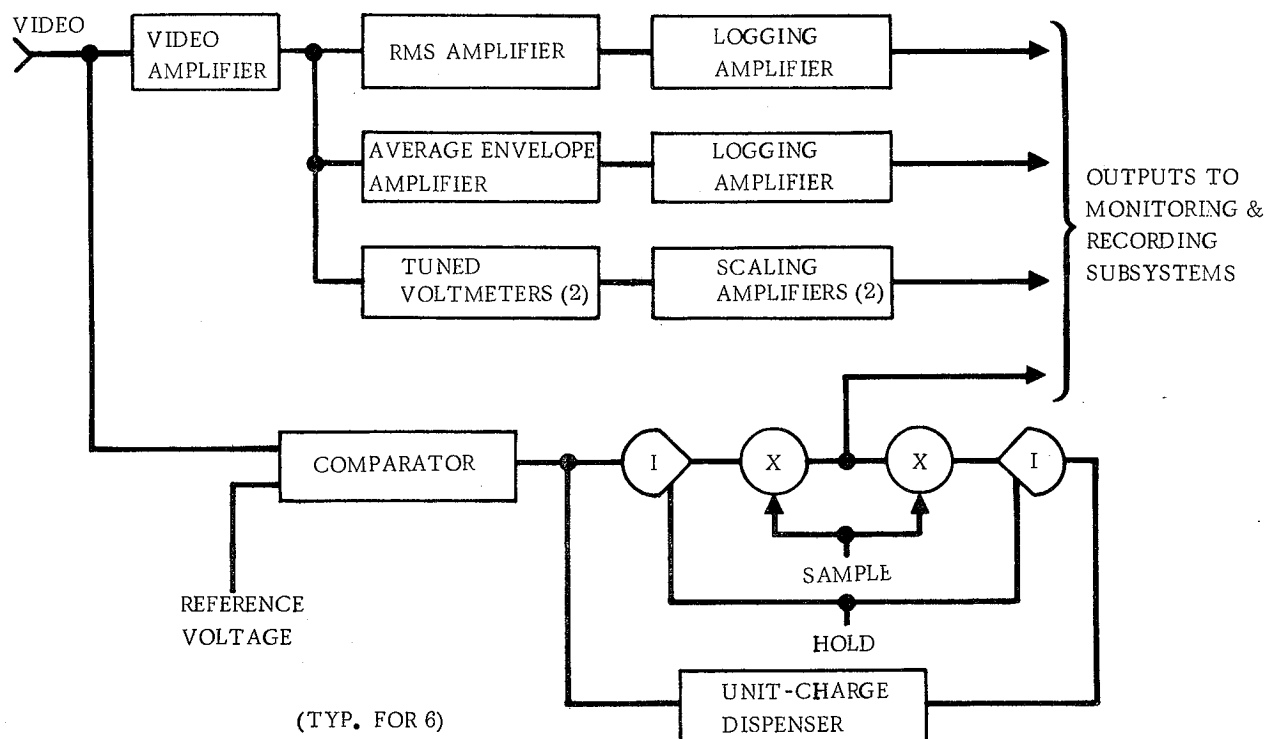 VIDEO
VIDEO
AMPLIFIER
RMS AMPLIFIER
LOGGING
AMPLIFIER
AVERAGE ENVELOPE
AMPLIFIER
LOGGING
AMPLIFIER
TUNED
VOLTMETERS (2)
SCALING
AMPLIFIERS (2)
OUTPUTS TO
MONITORING &
RECORDING
SUBSYSTEMS
COMPARATOR
I
X
X
I
SAMPLE
HOLD
REFERENCE
VOLTAGE
UNIT-CHARGE
DISPENSER
(TYP. FOR 6)